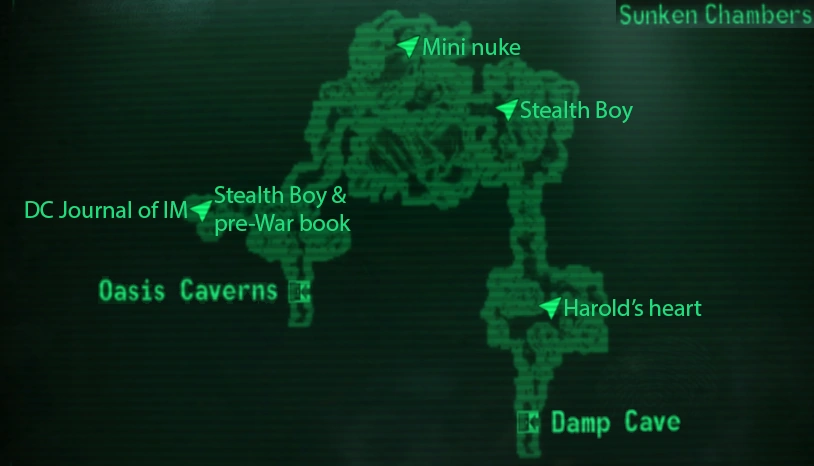 Sunken Chambers
Mini nuke
Stealth Boy
DC Journal of IM
Stealth Boy &
pre-War book
Oasis Caverns
Harold's heart
Damp Cave